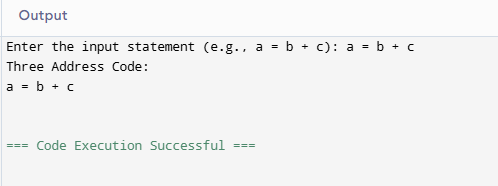 Output
Enter the input statement (e.g., a = b + c): a = b + c
Three Address Code:
a = b + c
=== Code Execution Successful ===